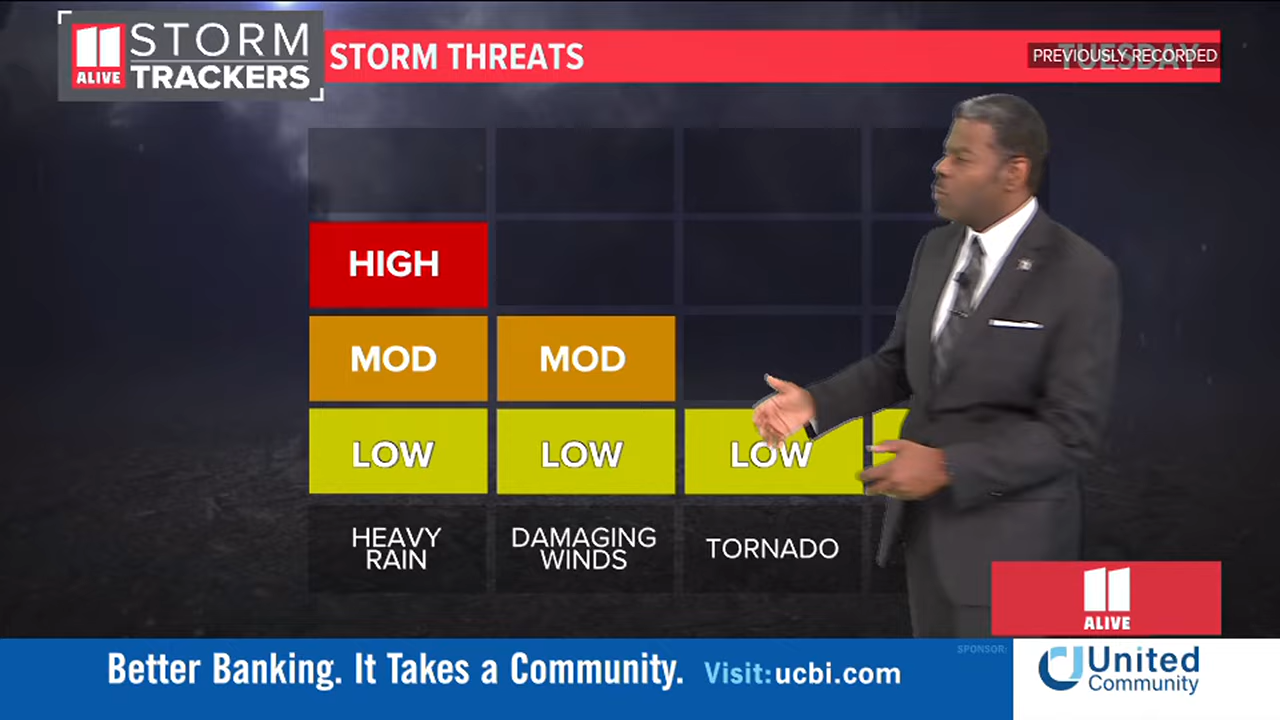 11 ALIVE
STORM
TRACKERS
STORM THREATS
TUESDAY
PREVIOUSLY RECORDED
HIGH
MOD MOD
LOW LOW LOW
HEAVY
RAIN
DAMAGING
WINDS
TORNADO
11
ALIVE
Better Banking. It Takes a Community. Visit: ucbi.com
SPONSOR:
United
Community